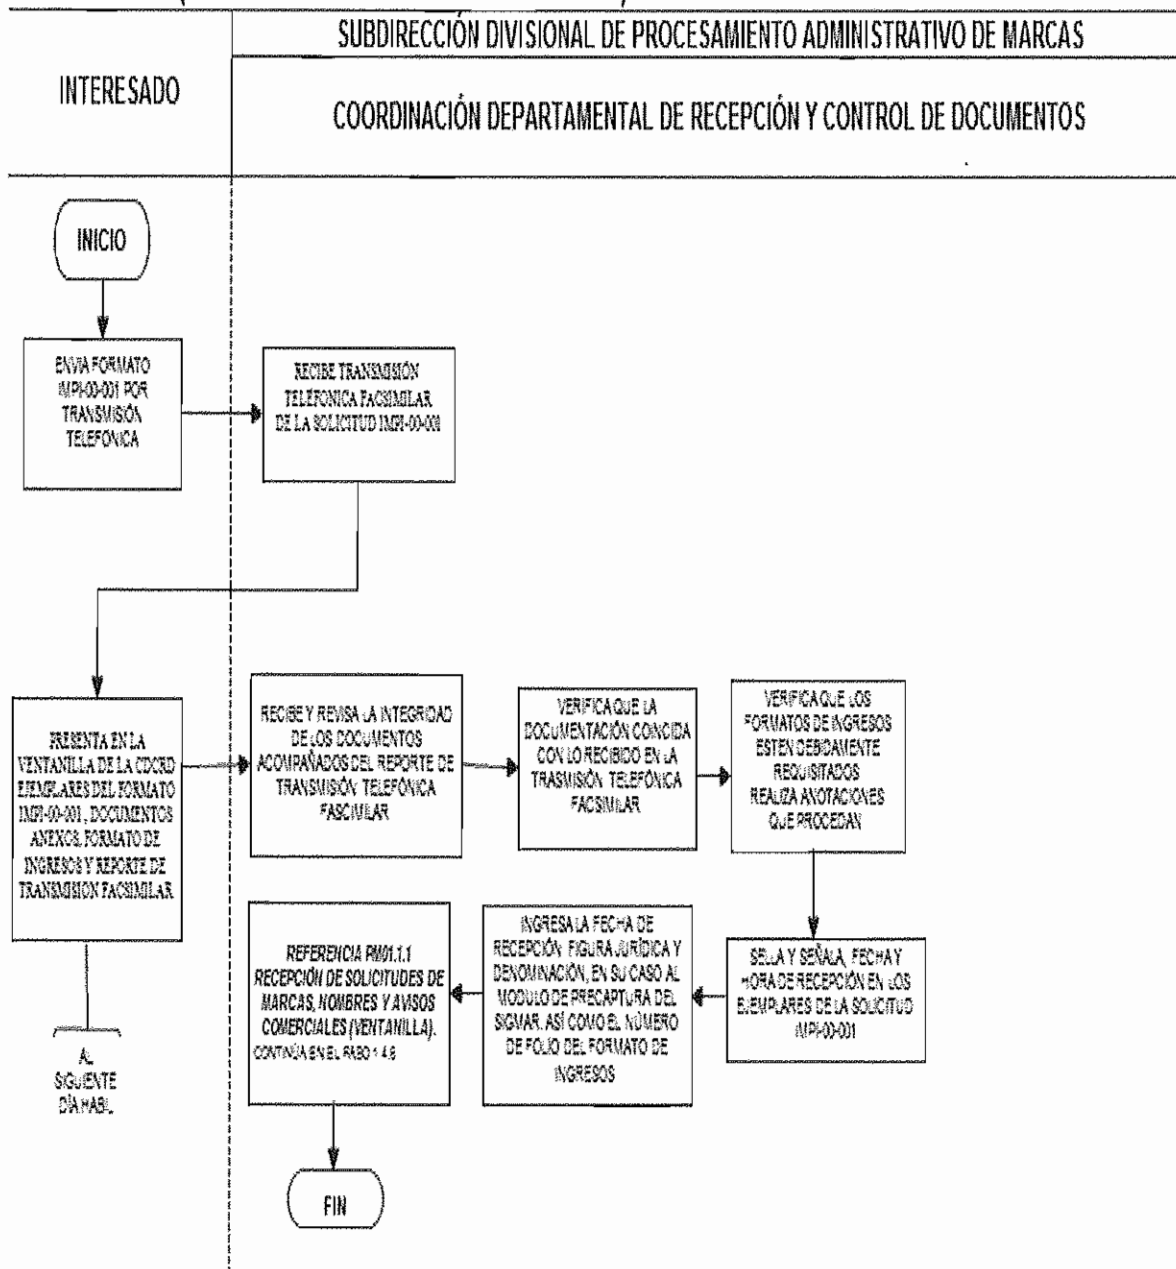 SUBDIRECCIÓN DIVISIONAL DE PROCESAMIENTO ADMINISTRATIVO DE MARCAS
INTERESADO
COORDINACIÓN DEPARTAMENTAL DE RECEPCIÓN Y CONTROL DE DOCUMENTOS
INICIO
ENVIA FORMATO
IMPI-00-001 POR
TRANSMISIÓN
TELEFÓNICA
RECIBE TRANSMISIÓN
TELEFONICA FACSIMILAR
DE LA SOLICITUD IMPI-00-001
PRESENTA EN LA
VENTANILLA DE LA CDCRD
EJEMPLARES DEL FORMATO
IMPI-00-001, DOCUMENTOS
ANEXOS, FORMATO DE
INGRESOS Y REPORTE DE
TRANSMISION FACSIMILAR
RECIBE Y REVISA LA INTEGRIDAD
DE LOS DOCUMENTOS
ACOMPAÑADOS DEL REPORTE DE
TRANSMISIÓN TELEFÓNICA
FASCIMILAR
VERIFICA QUE LA
DOCUMENTACIÓN COINCIDA
CON LO RECIBIDO EN LA
TRASMISIÓN TELEFÓNICA
FACSIMILAR
VERIFICA QUE LOS
FORMATOS DE INGRESOS
ESTEN DEBIDAMENTE
REQUISITADOS
REALIZA ANOTACIONES
QUE PROCEDAN
SELLA Y SEÑALA, FECHA Y
HORA DE RECEPCIÓN EN LOS
EJEMPLARES DE LA SOLICITUD
IMPI-00-001
INGRESA LA FECHA DE
RECEPCIÓN FIGURA JURÍDICA Y
DENOMINACIÓN, EN SU CASO AL
MODULO DE PRECAPTURA DEL
SIGMAR. ASÍ COMO EL NÚMERO
DE FOLIO DEL FORMATO DE
INGRESOS
REFERENCIA PM01.1.1
RECEPCIÓN DE SOLICITUDES DE
MARCAS, NOMBRES Y AVISOS
COMERCIALES (VENTANILLA).
CONTINÚA EN EL PASO
AL
SIGUIENTE
DÍA HABIL
FIN